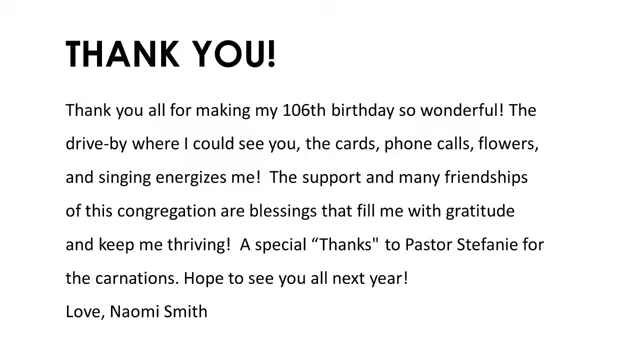 THANK YOU!
Thank you all for making my 106th birthday so wonderful! The
drive-by where I could see you, the cards, phone calls, flowers,
and singing energizes me!  The support and many friendships
of this congregation are blessings that fill me with gratitude
and keep me thriving!  A special “Thanks" to Pastor Stefanie for
the carnations. Hope to see you all next year!
Love, Naomi Smith